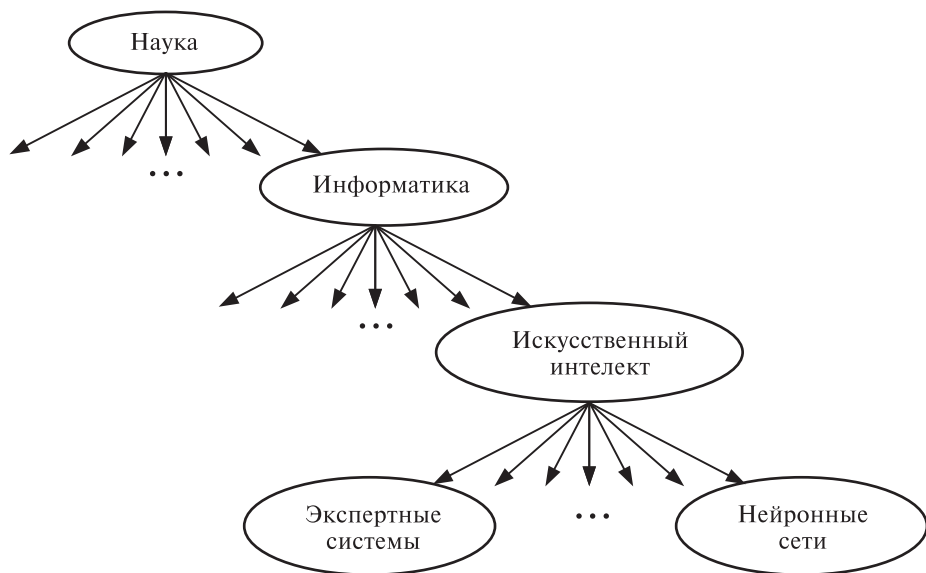 Наука
...
Информатика
...
Искусственный
интелект
Экспертные
системы
...
Нейронные
сети